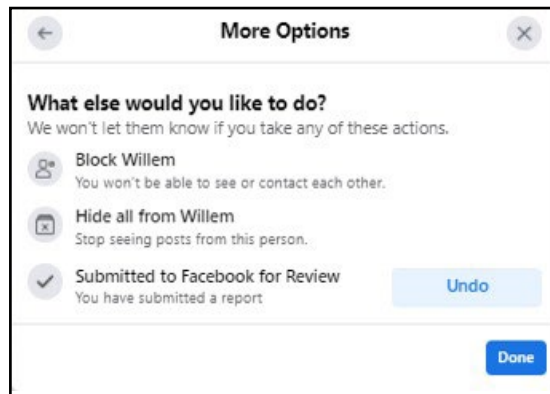 More Options
What else would you like to do?
We won't let them know if you take any of these actions.
Block Willem
You won't be able to see or contact each other.
Hide all from Willem
Stop seeing posts from this person.
Submitted to Facebook for Review
You have submitted a report
Undo
Done